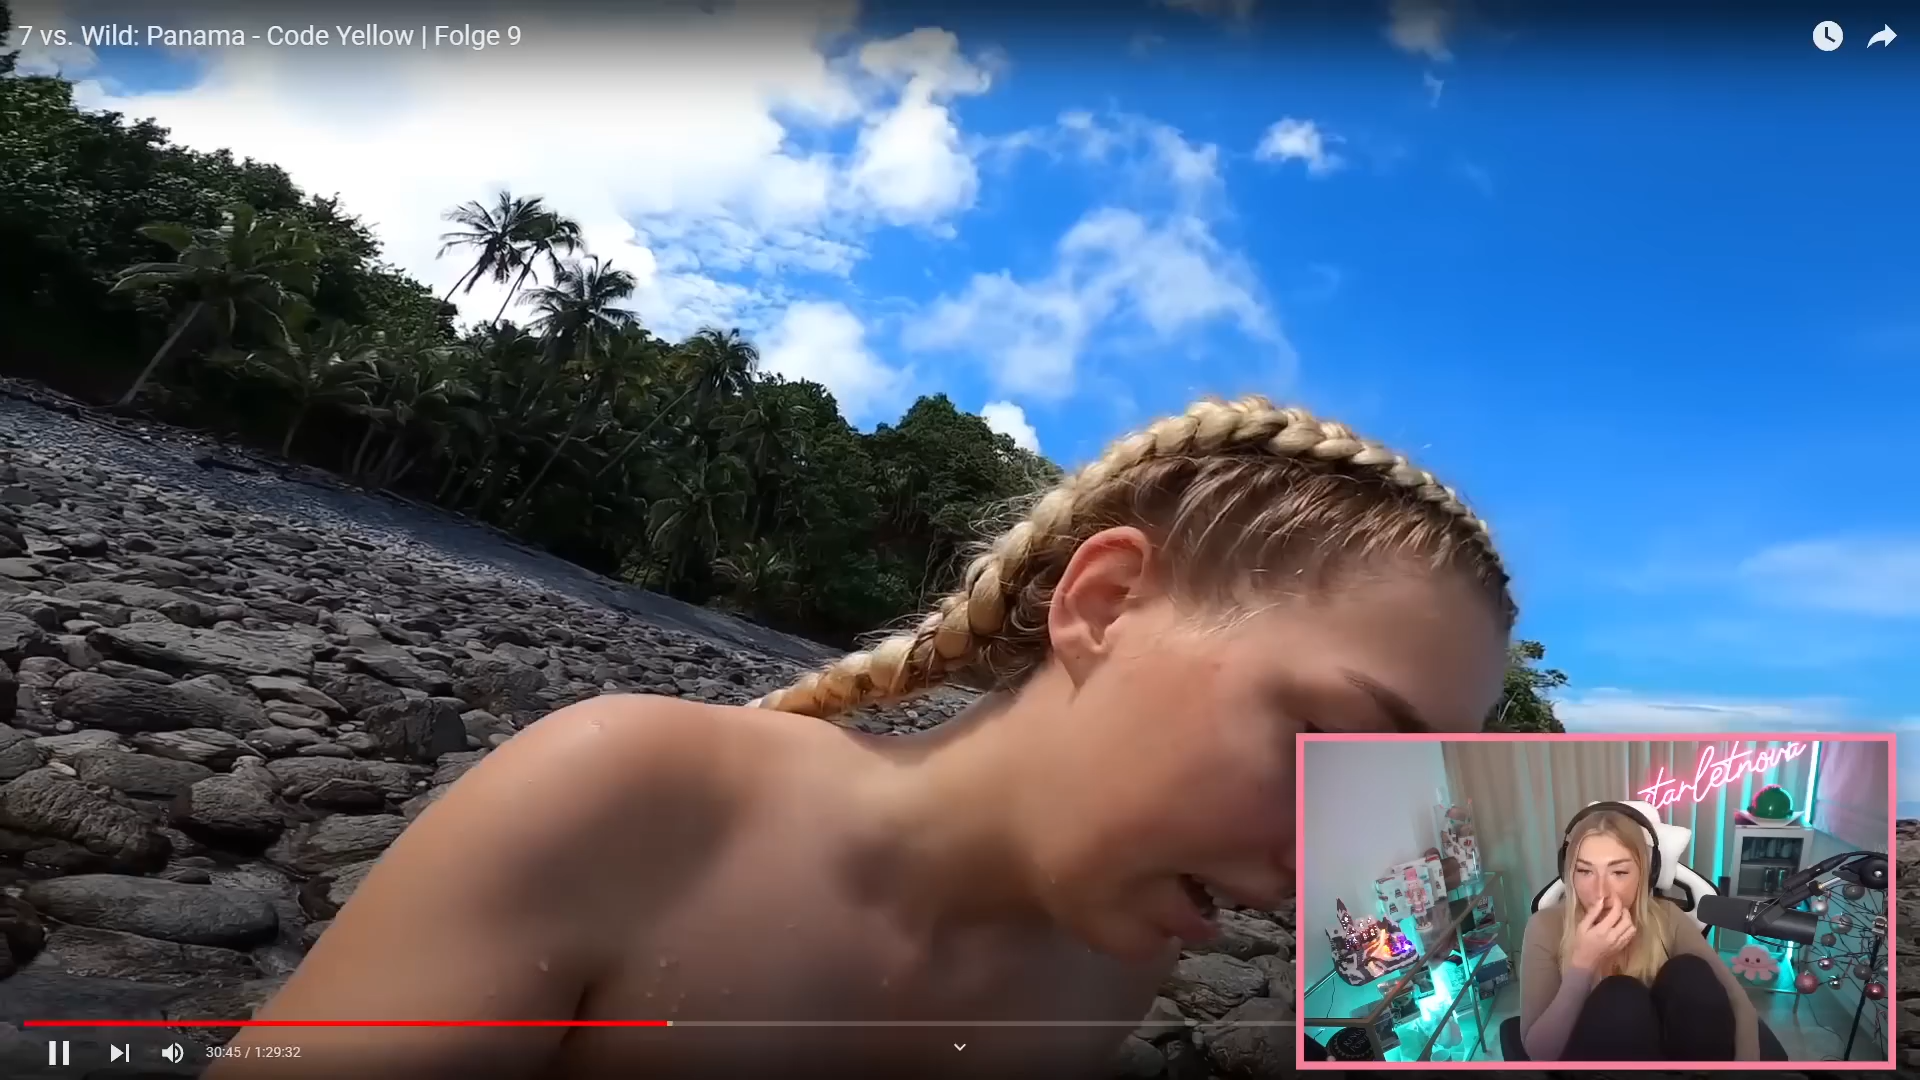 7 vs. Wild: Panama - Code Yellow | Folge 9
starletnova
30:45 / 1:29:32